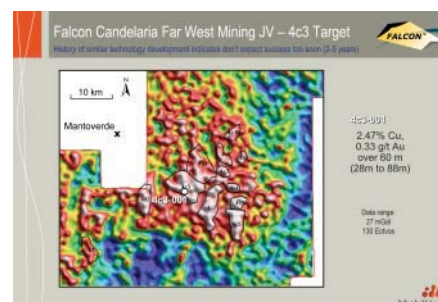 Falcon Candelaria Far West Mining JV – 4c3 Target
History of similar technology development indicates don't expect success too soon (2-5 years)
FALCON
10 km
N
Mantoverde
4c3-001
4c3-001
2.47% Cu,
0.33 g/t Au
over 60 m
(28m to 88m)
Data range:
27 mGal
130 Eotvos